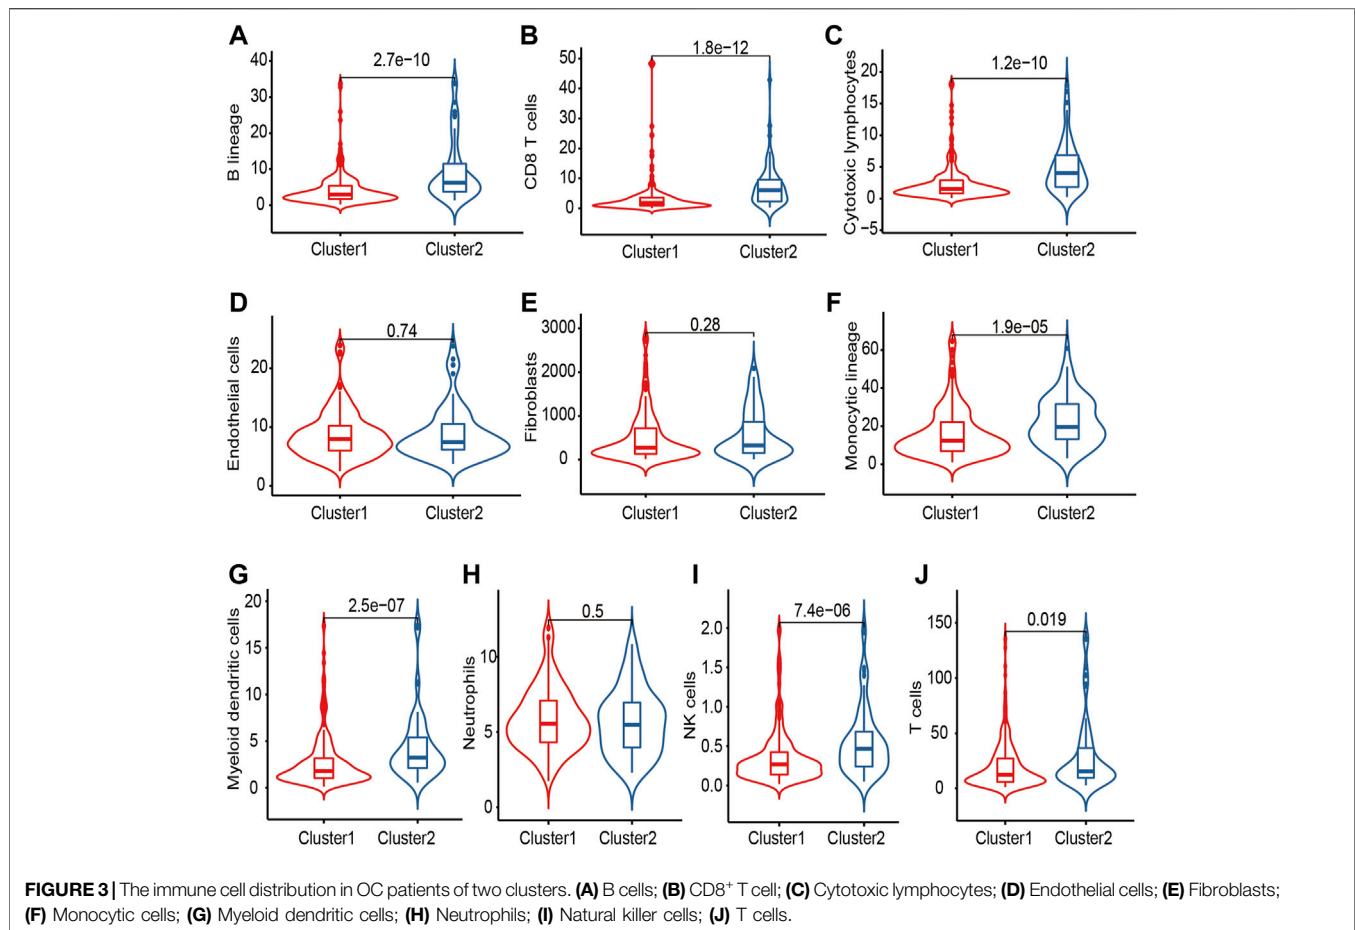 A
B
C
2.7e−10
1.8e−12
1.2e−10
B lineage
40
30
20
10
0
CD8 T cells
50
40
30
20
10
0
Cytotoxic lymphocytes
20
15
10
5
0
−5
Cluster1 Cluster2
Cluster1 Cluster2
Cluster1 Cluster2
D
E
F
0.74
0.28
1.9e−05
Endothelial cells
20
10
0
Fibroblasts
3000
2000
1000
0
Monocytic lineage
60
40
20
0
Cluster1 Cluster2
Cluster1 Cluster2
Cluster1 Cluster2
G
H
I
J
2.5e−07
0.5
7.4e−06
0.019
Myeloid dendritic cells
20
15
10
5
0
Neutrophils
10
5
0
NK cells
2.0
1.5
1.0
0.5
0.0
T cells
150
100
50
0
Cluster1 Cluster2
Cluster1 Cluster2
Cluster1 Cluster2
Cluster1 Cluster2
FIGURE 3 | The immune cell distribution in OC patients of two clusters. (A) B cells; (B) CD8⁺ T cell; (C) Cytotoxic lymphocytes; (D) Endothelial cells; (E) Fibroblasts;
(F) Monocytic cells; (G) Myeloid dendritic cells; (H) Neutrophils; (I) Natural killer cells; (J) T cells.